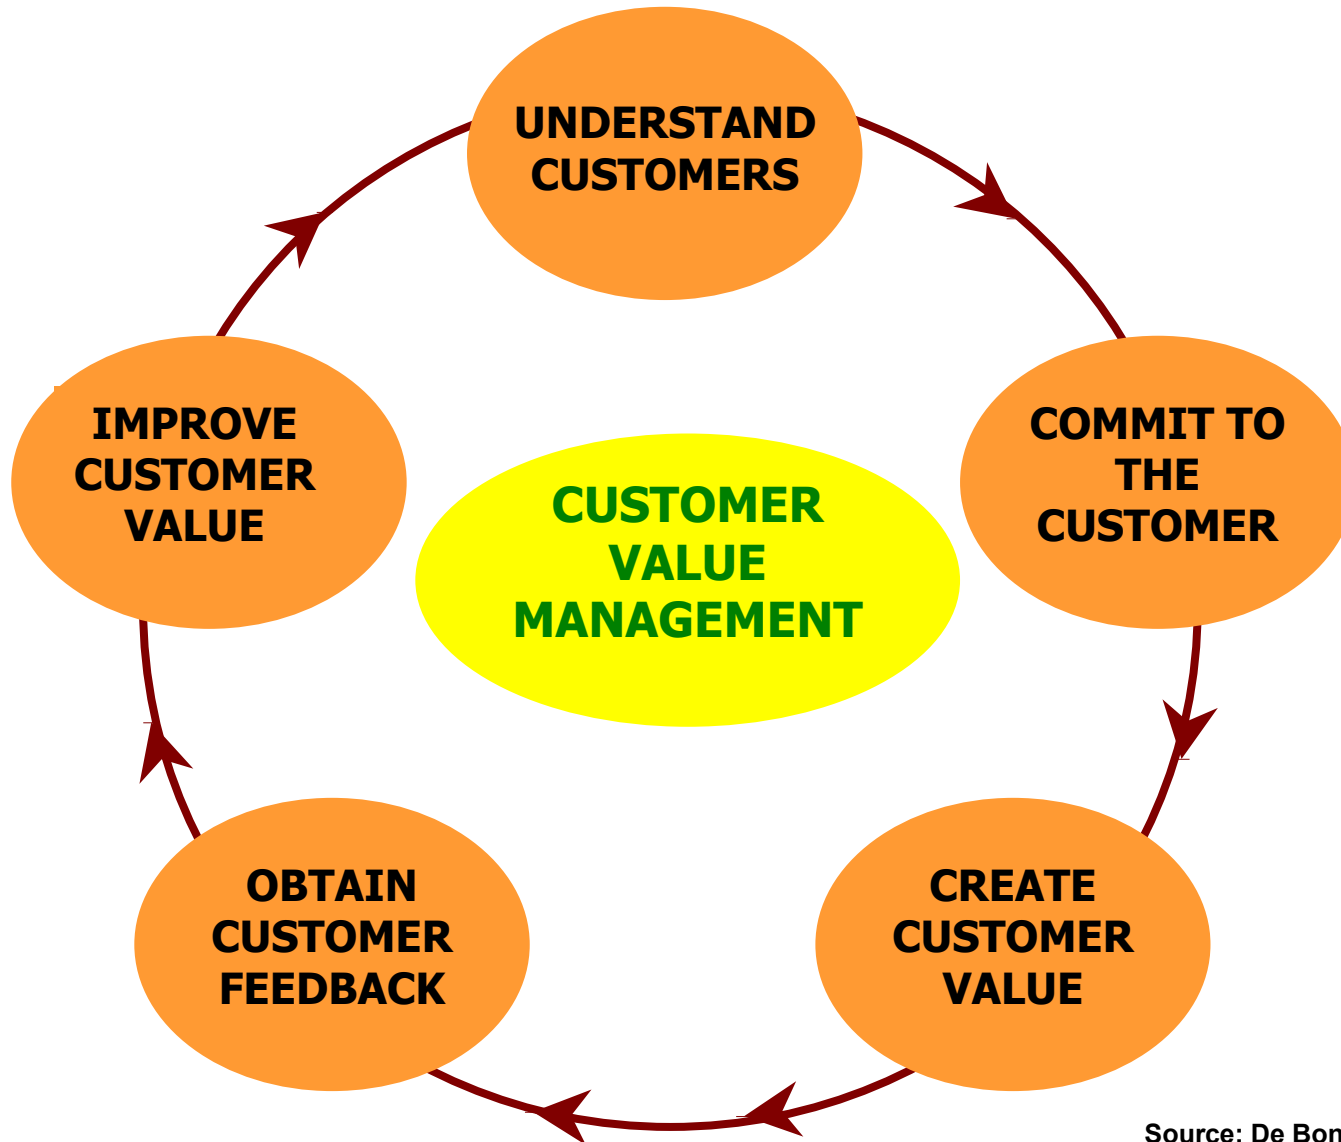 UNDERSTAND
CUSTOMERS
COMMIT TO
THE
CUSTOMER
CREATE
CUSTOMER
VALUE
OBTAIN
CUSTOMER
FEEDBACK
IMPROVE
CUSTOMER
VALUE
CUSTOMER
VALUE
MANAGEMENT
Source: De